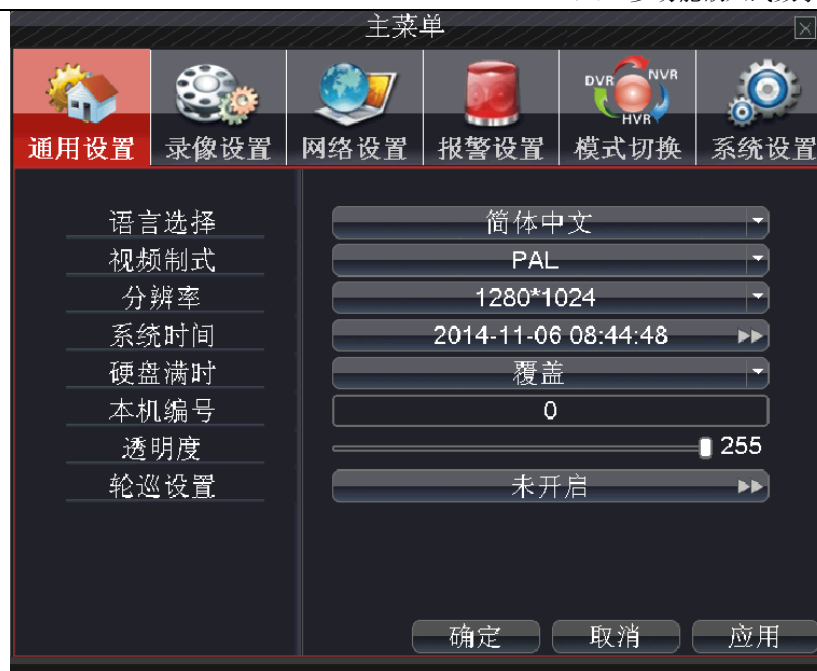 主菜单
DVR NVR
HVR
通用设置 录像设置 网络设置 报警设置 模式切换 系统设置
语言选择 简体中文
视频制式 PAL
分辨率 1280*1024
系统时间 2014-11-06 08:44:48
硬盘满时 覆盖
本机编号 0
透明度 255
轮巡设置 未开启
确定 取消 应用